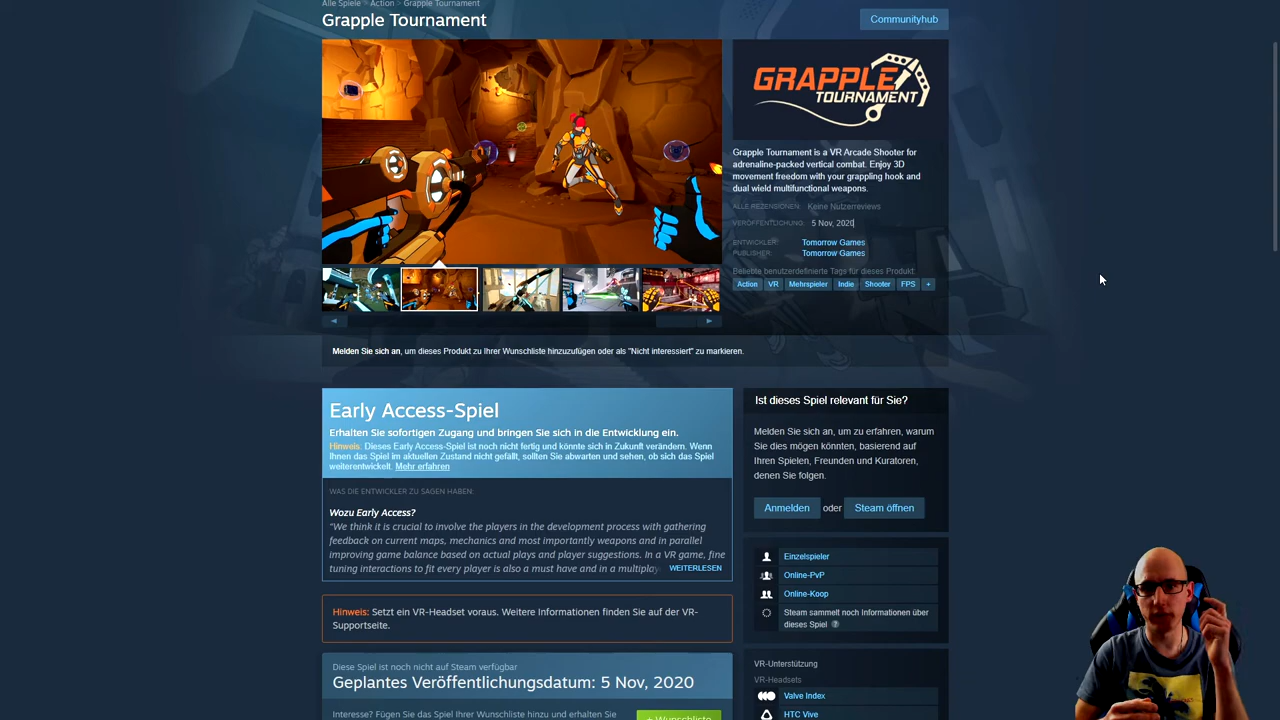 Alle Spiele > Action > Grapple Tournament
Grapple Tournament
Communityhub
GRAPPLE
TOURNAMENT
Grapple Tournament is a VR Arcade Shooter for
adrenaline-packed vertical combat. Enjoy 3D
movement freedom with your grappling hook and
dual wield multifunctional weapons.
ALLE REZENSIONEN: Keine Nutzerreviews
VERÖFFENTLICHUNG: 5 Nov, 2020
ENTWICKLER: Tomorrow Games
PUBLISHER: Tomorrow Games
Beliebte benutzerdefinierte Tags für dieses Produkt:
Action VR Mehrspieler Indie Shooter FPS +
Melden Sie sich an, um dieses Produkt zu Ihrer Wunschliste hinzuzufügen oder als "Nicht interessiert" zu markieren.
Early Access-Spiel
Erhalten Sie sofortigen Zugang und bringen Sie sich in die Entwicklung ein.
Hinweis: Dieses Early Access-Spiel ist noch nicht fertig und könnte sich in Zukunft verändern. Wenn
Ihnen das Spiel im aktuellen Zustand nicht gefällt, sollten Sie abwarten und sehen, ob sich das Spiel
weiterentwickelt. Mehr erfahren
WAS DIE ENTWICKLER ZU SAGEN HABEN:
Wozu Early Access?
"We think it is crucial to involve the players in the development process with gathering
feedback on current maps, mechanics and most importantly weapons and in parallel
improving game balance based on actual plays and player suggestions. In a VR game, fine
tuning interactions to fit every player is also a must have and in a multiplay
WEITERLESEN
Hinweis: Setzt ein VR-Headset voraus. Weitere Informationen finden Sie auf der VR-
Supportseite.
Diese Spiel ist noch nicht auf Steam verfügbar
Geplantes Veröffentlichungsdatum: 5 Nov, 2020
Interesse? Fügen Sie das Spiel Ihrer Wunschliste hinzu und erhalten Sie
+ Wunschliste
Ist dieses Spiel relevant für Sie?
Melden Sie sich an, um zu erfahren, warum
Sie dies mögen könnten, basierend auf
Ihren Spielen, Freunden und Kuratoren,
denen Sie folgen.
Anmelden oder Steam öffnen
Einzelspieler
Online-PvP
Online-Koop
Steam sammelt noch Informationen über
dieses Spiel ?
VR-Unterstützung
VR-Headsets
Valve Index
HTC Vive